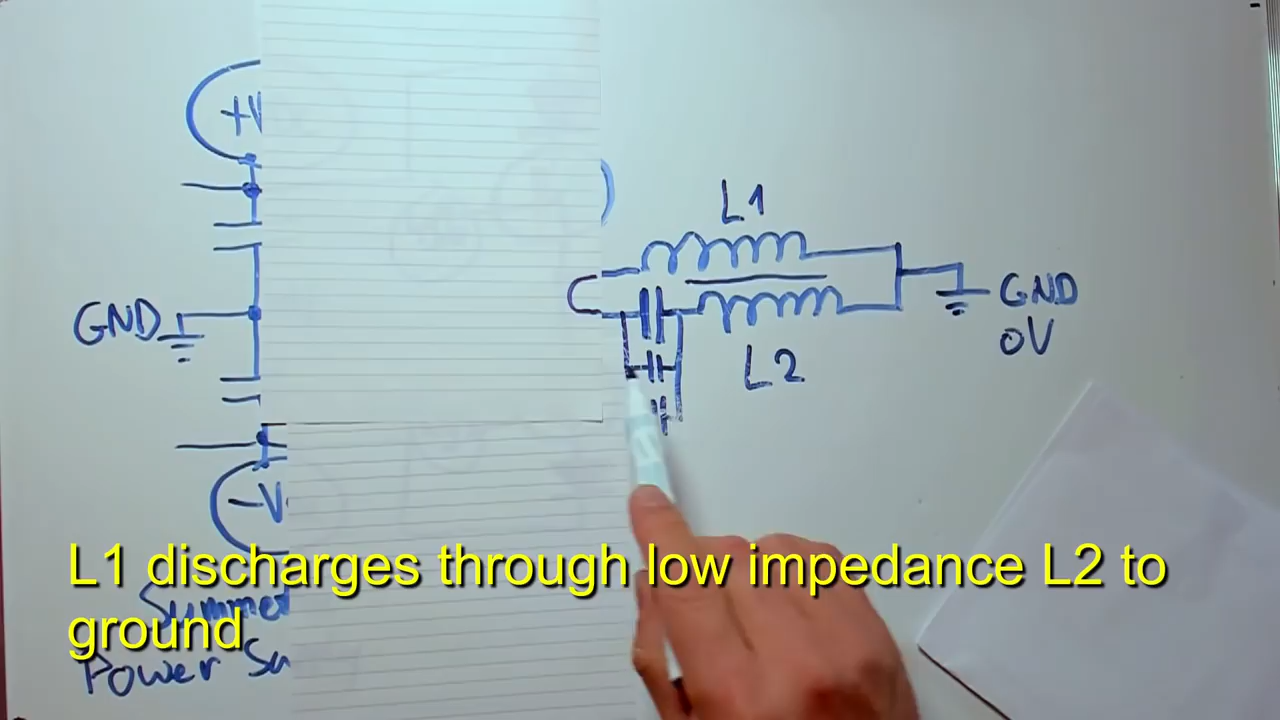 +V
L1
GND
GND
0V
L2
-V
L1 discharges through low impedance L2 to
ground
Power